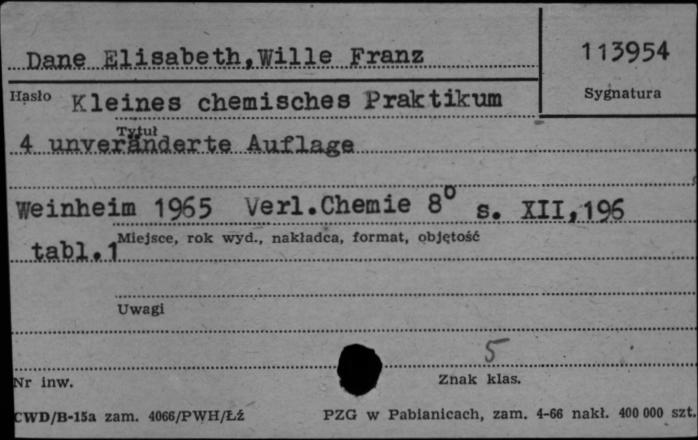 Dane Elisabeth,Wille Franz
113954
Sygnatura
Hasło Kleines chemisches Praktikum
Tytuł
4 unveränderte Auflage
Weinheim 1965 Verl.Chemie 8° s. XII,196
Miejsce, rok wyd., nakładca, format, objętość
tabl.1
Uwagi
5
Nr inw. Znak klas.
CWD/B-15a zam. 4066/PWH/Łź PZG w Pabianicach, zam. 4-66 nakł. 400 000 szt.